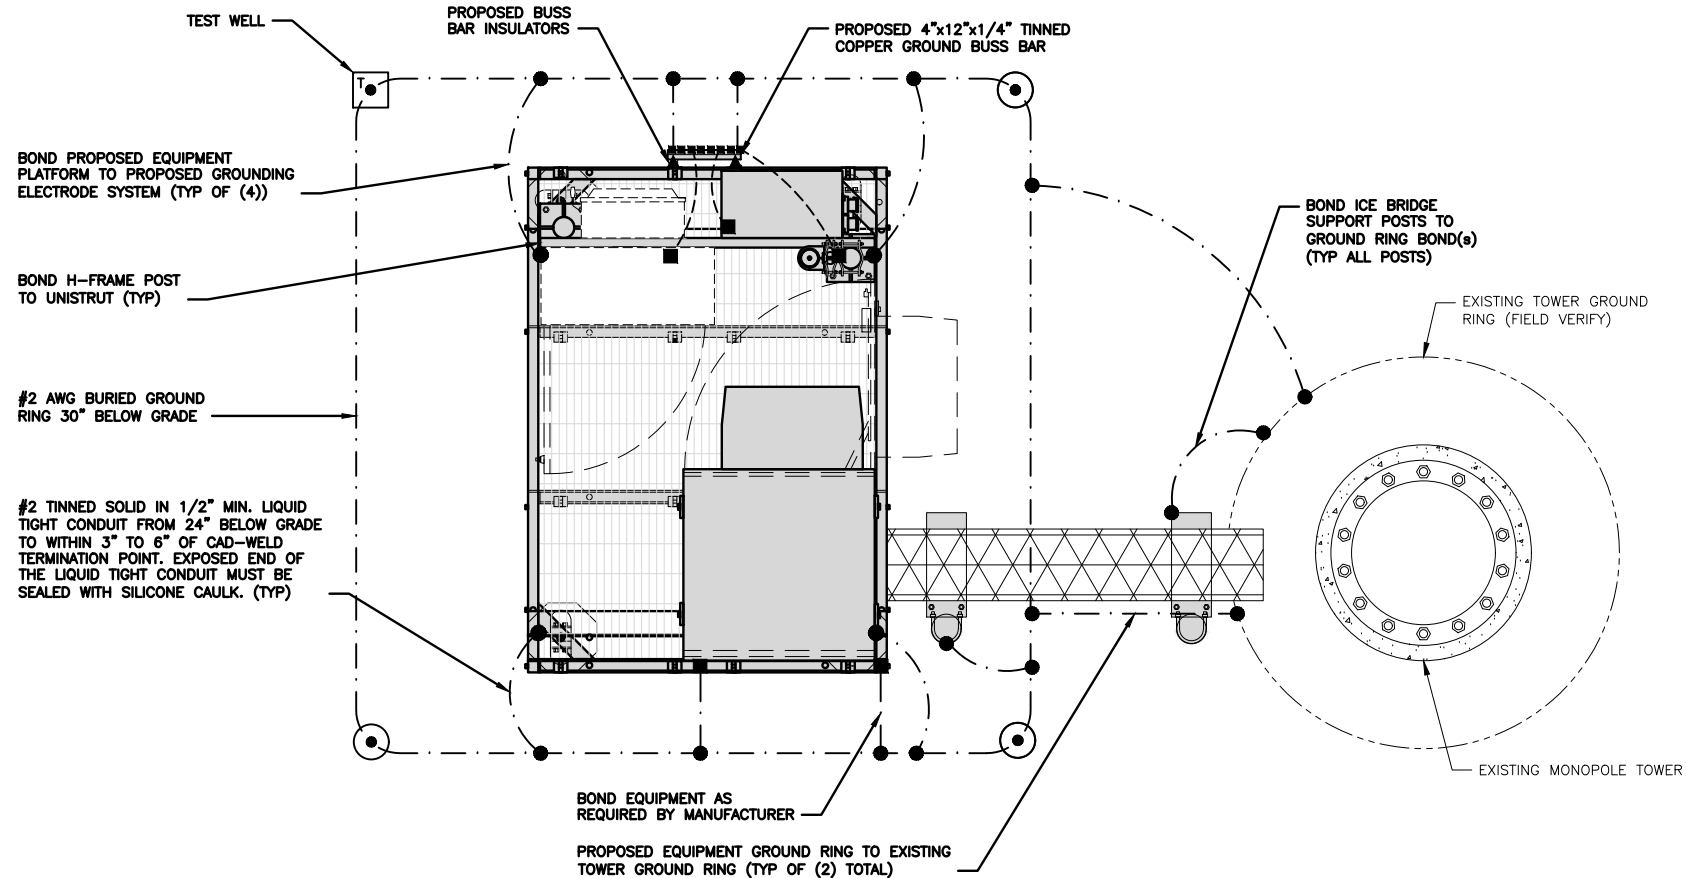 TEST WELL
PROPOSED BUSS
BAR INSULATORS
PROPOSED 4"x12"x1/4" TINNED
COPPER GROUND BUSS BAR
T
BOND PROPOSED EQUIPMENT
PLATFORM TO PROPOSED GROUNDING
ELECTRODE SYSTEM (TYP OF (4))
BOND ICE BRIDGE
SUPPORT POSTS TO
GROUND RING BOND(s)
(TYP ALL POSTS)
BOND H-FRAME POST
TO UNISTRUT (TYP)
EXISTING TOWER GROUND
RING (FIELD VERIFY)
#2 AWG BURIED GROUND
RING 30" BELOW GRADE
#2 TINNED SOLID IN 1/2" MIN. LIQUID
TIGHT CONDUIT FROM 24" BELOW GRADE
TO WITHIN 3" TO 6" OF CAD-WELD
TERMINATION POINT. EXPOSED END OF
THE LIQUID TIGHT CONDUIT MUST BE
SEALED WITH SILICONE CAULK. (TYP)
EXISTING MONOPOLE TOWER
BOND EQUIPMENT AS
REQUIRED BY MANUFACTURER
PROPOSED EQUIPMENT GROUND RING TO EXISTING
TOWER GROUND RING (TYP OF (2) TOTAL)